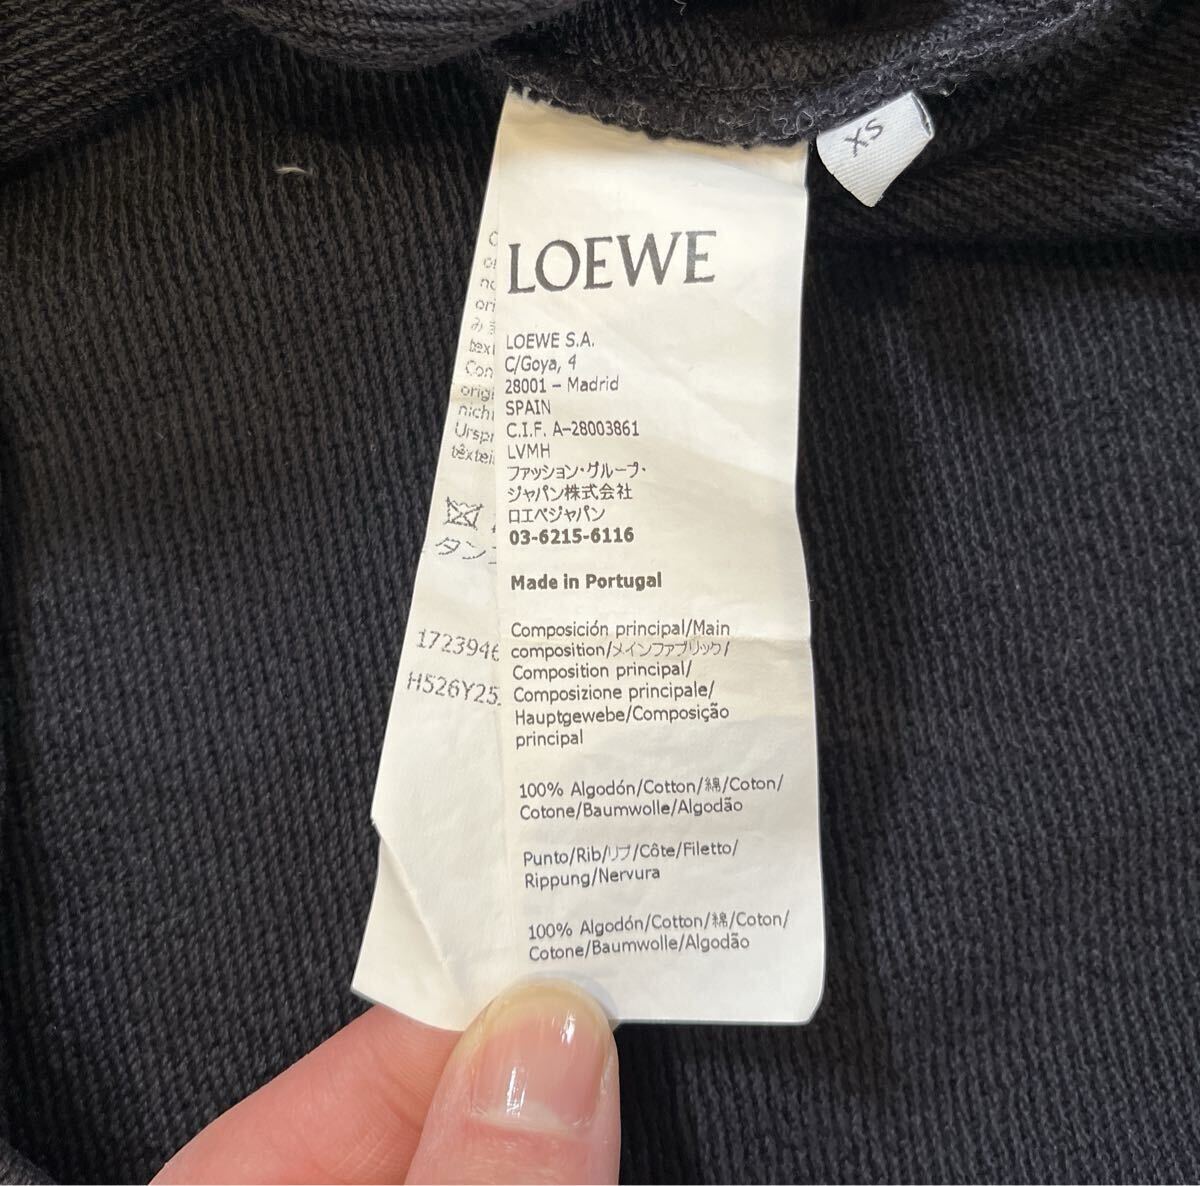 XS
LOEWE
LOEWE S.A.
C/Goya, 4
28001 – Madrid
SPAIN
C.I.F. A-28003861
LVMH
ファッション・グループ・
ジャパン株式会社
ロエベジャパン
03-6215-6116
Made in Portugal
Composición principal/Main
composition/メインファブリック/
Composition principal/
Composizione principale/
Hauptgewebe/Composição
principal
100% Algodón/Cotton/綿/Coton/
Cotone/Baumwolle/Algodão
Punto/Rib/リブ/Côte/Filetto/
Rippung/Nervura
100% Algodón/Cotton/綿/Coton/
Cotone/Baumwolle/Algodão
nicht
1723946
H526Y25